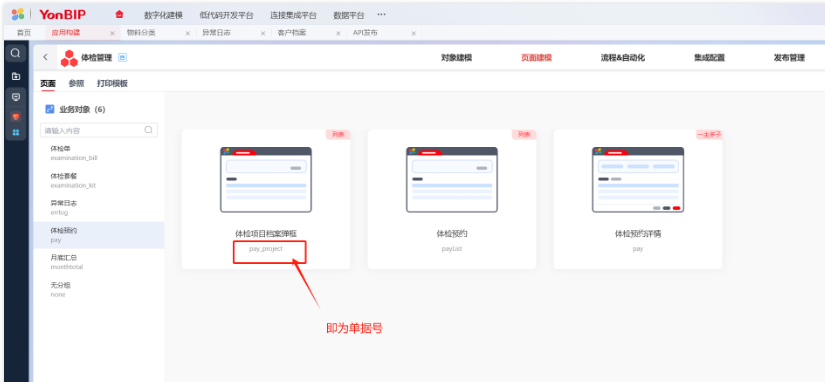 YonBIP 数字化建模 低代码开发平台 连接集成平台 数据平台 ···
首页 应用构建 × 物料分类 × 异常日志 × 客户档案 × API发布 ×
体检管理 对象建模 页面建模 流程&自动化 集成配置 发布管理
页面 参照 打印模板
业务对象（6）
请输入内容
体检单
examination_bill
体检套餐
examination_kit
异常日志
errlog
体检预约
pay
月底汇总
monthtotal
无分组
none
列表
体检项目档案弹框
pay_project
列表
体检预约
payList
一主多子
体检预约详情
pay
即为单据号